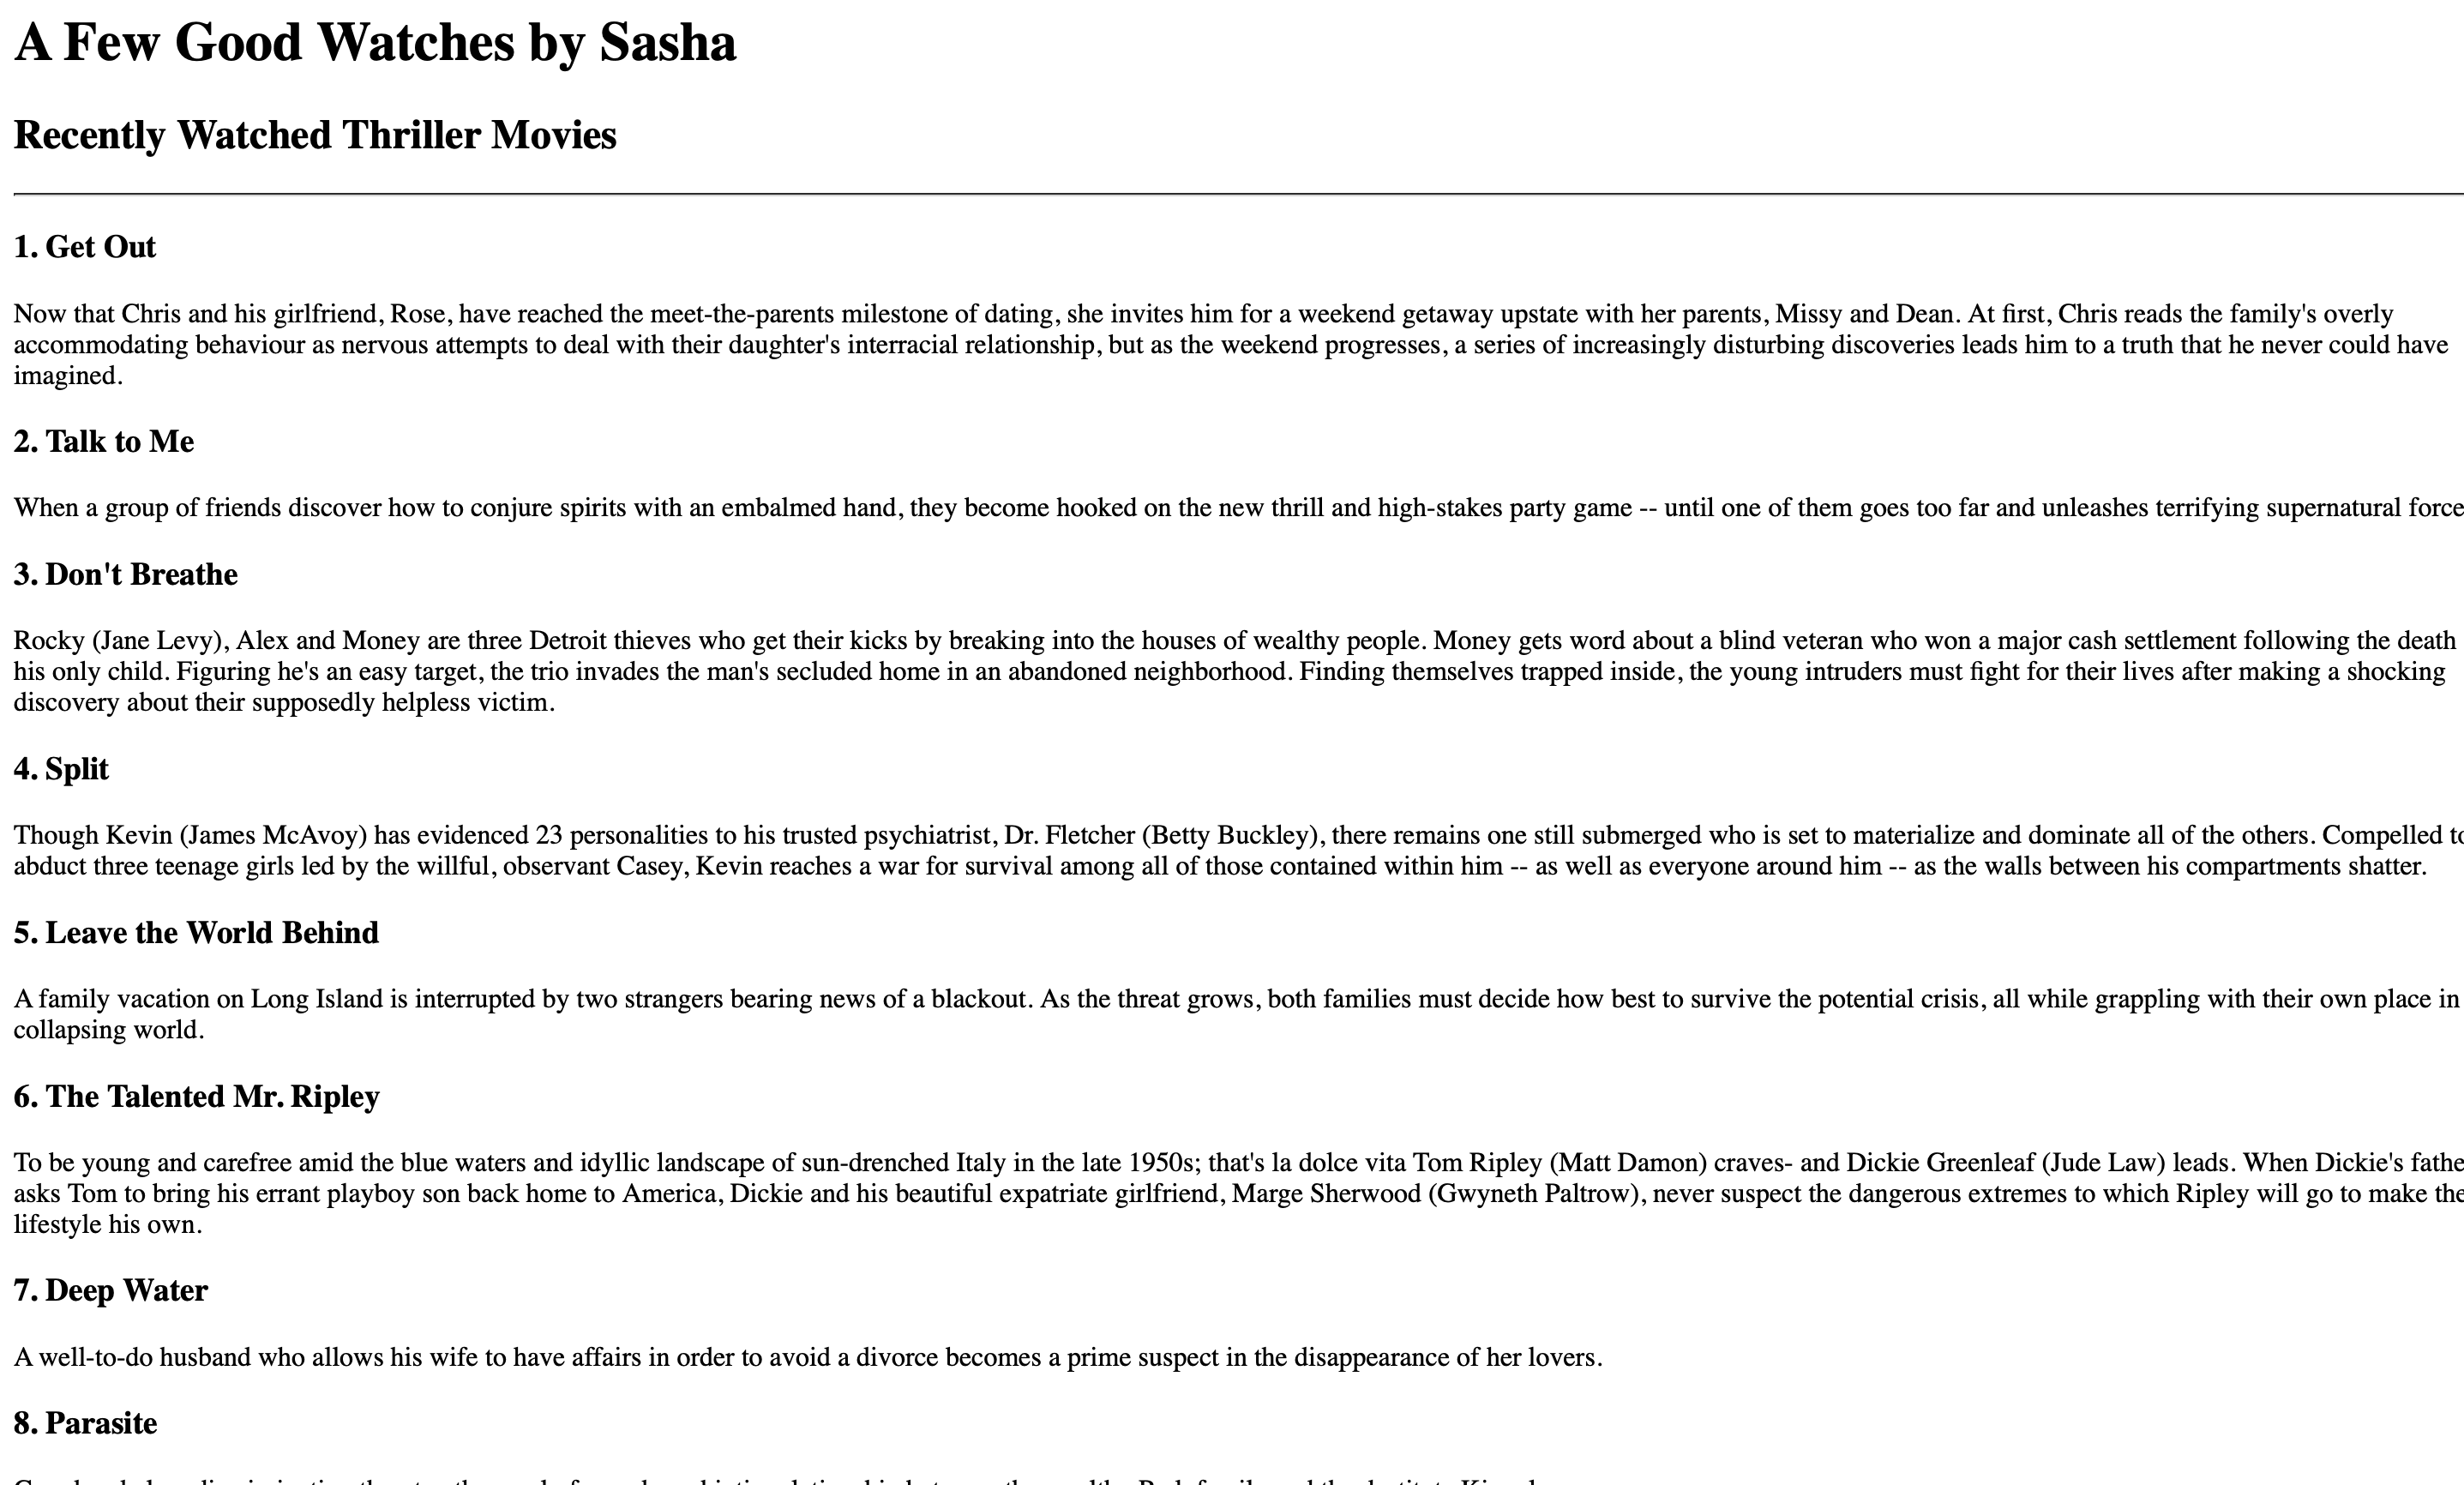 A Few Good Watches by Sasha
Recently Watched Thriller Movies
1. Get Out
Now that Chris and his girlfriend, Rose, have reached the meet-the-parents milestone of dating, she invites him for a weekend getaway upstate with her parents, Missy and Dean. At first, Chris reads the family's overly
accommodating behaviour as nervous attempts to deal with their daughter's interracial relationship, but as the weekend progresses, a series of increasingly disturbing discoveries leads him to a truth that he never could have
imagined.
2. Talk to Me
When a group of friends discover how to conjure spirits with an embalmed hand, they become hooked on the new thrill and high-stakes party game -- until one of them goes too far and unleashes terrifying supernatural force
3. Don't Breathe
Rocky (Jane Levy), Alex and Money are three Detroit thieves who get their kicks by breaking into the houses of wealthy people. Money gets word about a blind veteran who won a major cash settlement following the death
his only child. Figuring he's an easy target, the trio invades the man's secluded home in an abandoned neighborhood. Finding themselves trapped inside, the young intruders must fight for their lives after making a shocking
discovery about their supposedly helpless victim.
4. Split
Though Kevin (James McAvoy) has evidenced 23 personalities to his trusted psychiatrist, Dr. Fletcher (Betty Buckley), there remains one still submerged who is set to materialize and dominate all of the others. Compelled to
abduct three teenage girls led by the willful, observant Casey, Kevin reaches a war for survival among all of those contained within him -- as well as everyone around him -- as the walls between his compartments shatter.
5. Leave the World Behind
A family vacation on Long Island is interrupted by two strangers bearing news of a blackout. As the threat grows, both families must decide how best to survive the potential crisis, all while grappling with their own place in
collapsing world.
6. The Talented Mr. Ripley
To be young and carefree amid the blue waters and idyllic landscape of sun-drenched Italy in the late 1950s; that's la dolce vita Tom Ripley (Matt Damon) craves- and Dickie Greenleaf (Jude Law) leads. When Dickie's fathe
asks Tom to bring his errant playboy son back home to America, Dickie and his beautiful expatriate girlfriend, Marge Sherwood (Gwyneth Paltrow), never suspect the dangerous extremes to which Ripley will go to make the
lifestyle his own.
7. Deep Water
A well-to-do husband who allows his wife to have affairs in order to avoid a divorce becomes a prime suspect in the disappearance of her lovers.
8. Parasite